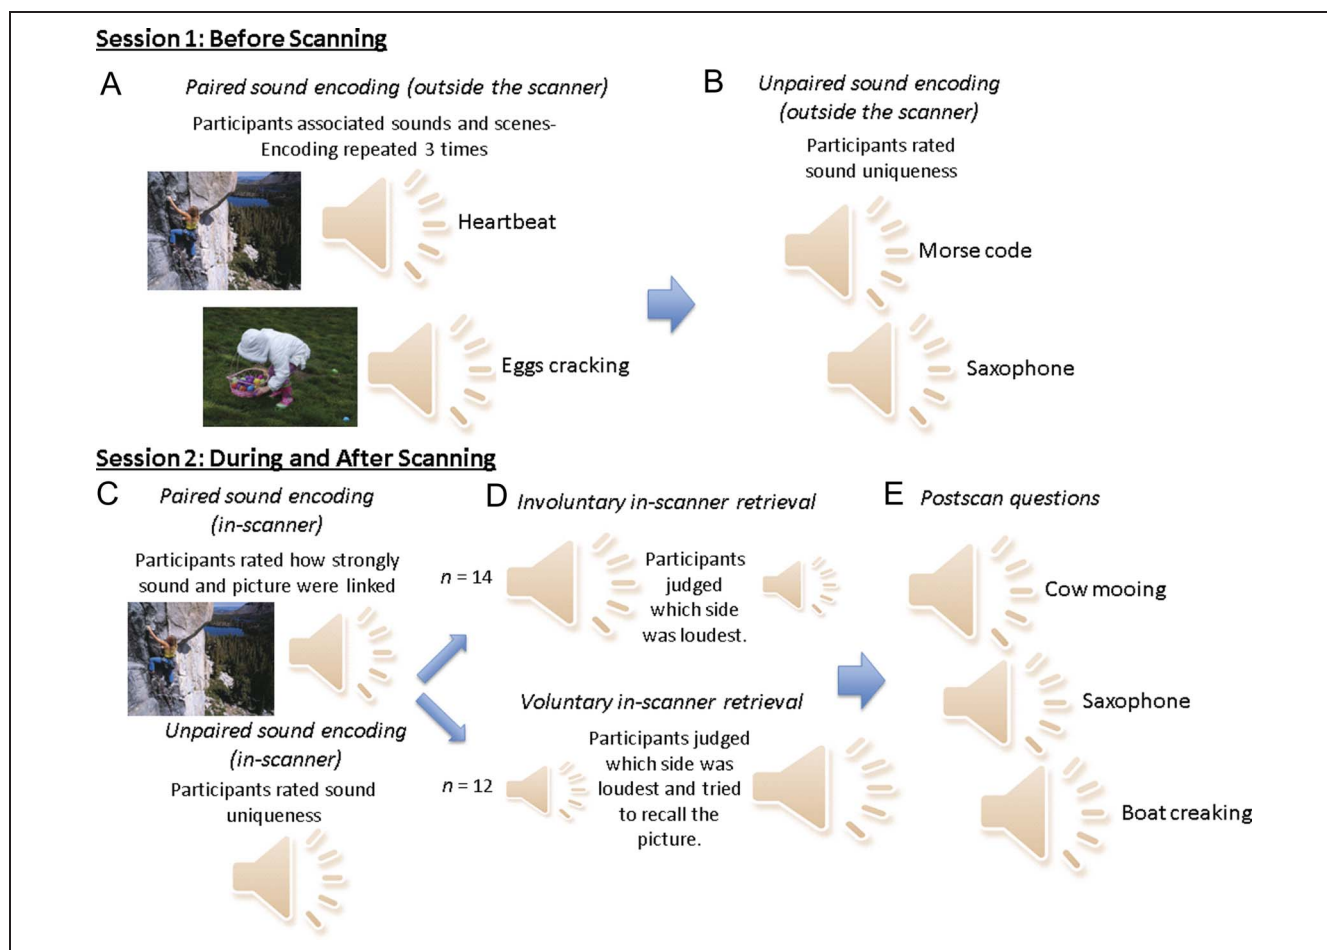 Session 1: Before Scanning
A
Paired sound encoding (outside the scanner)
Participants associated sounds and scenes-
Encoding repeated 3 times
Heartbeat
Eggs cracking
B
Unpaired sound encoding
(outside the scanner)
Participants rated
sound uniqueness
Morse code
Saxophone
Session 2: During and After Scanning
C
Paired sound encoding
(in-scanner)
Participants rated how strongly
sound and picture were linked
Unpaired sound encoding
(in-scanner)
Participants rated sound
uniqueness
D
Involuntary in-scanner retrieval
n = 14
Participants
judged
which side
was loudest.
Voluntary in-scanner retrieval
n = 12
Participants judged
which side was
loudest and tried
to recall the
picture.
E
Postscan questions
Cow mooing
Saxophone
Boat creaking